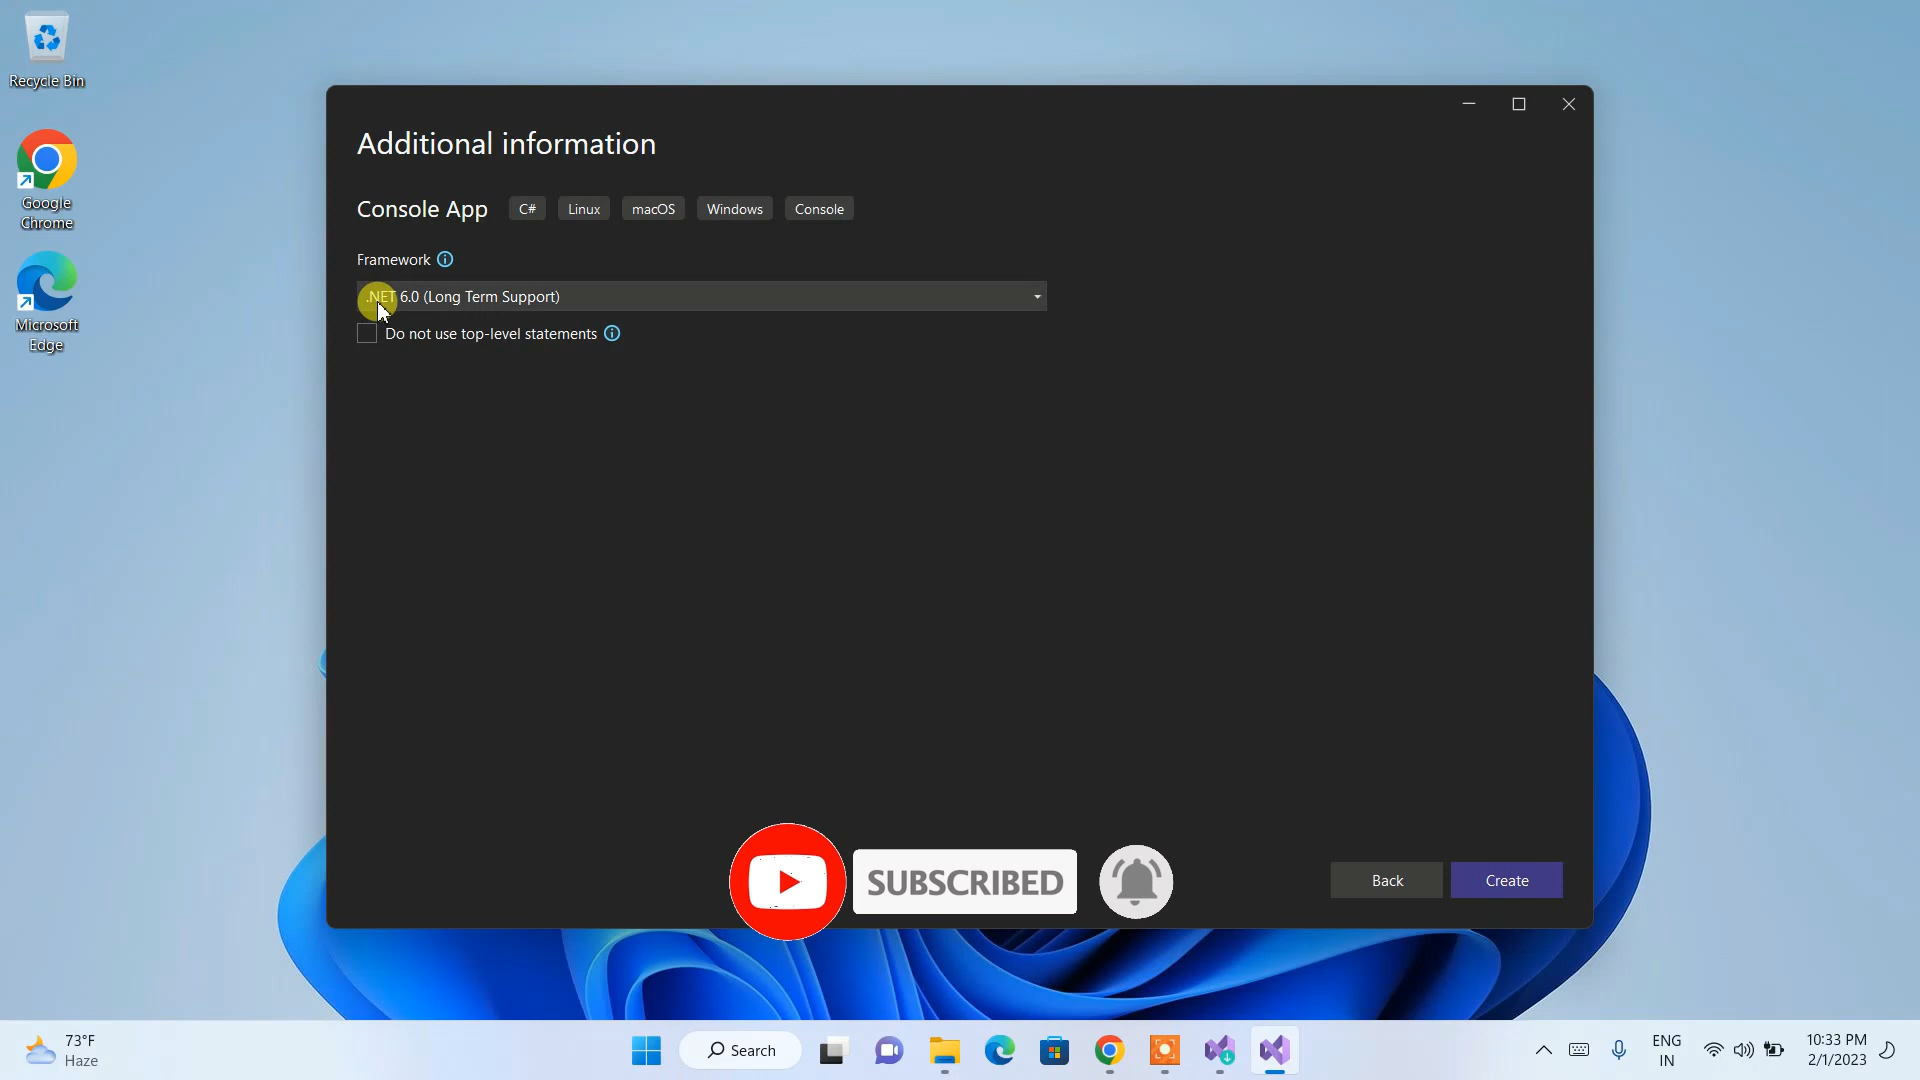 Recycle Bin
Google
Chrome
Microsoft
Edge
Additional information
Console App C# Linux macOS Windows Console
Framework
.NET 6.0 (Long Term Support)
Do not use top-level statements
SUBSCRIBED
Back Create
73°F
Haze
Search
ENG
IN
10:33 PM
2/1/2023